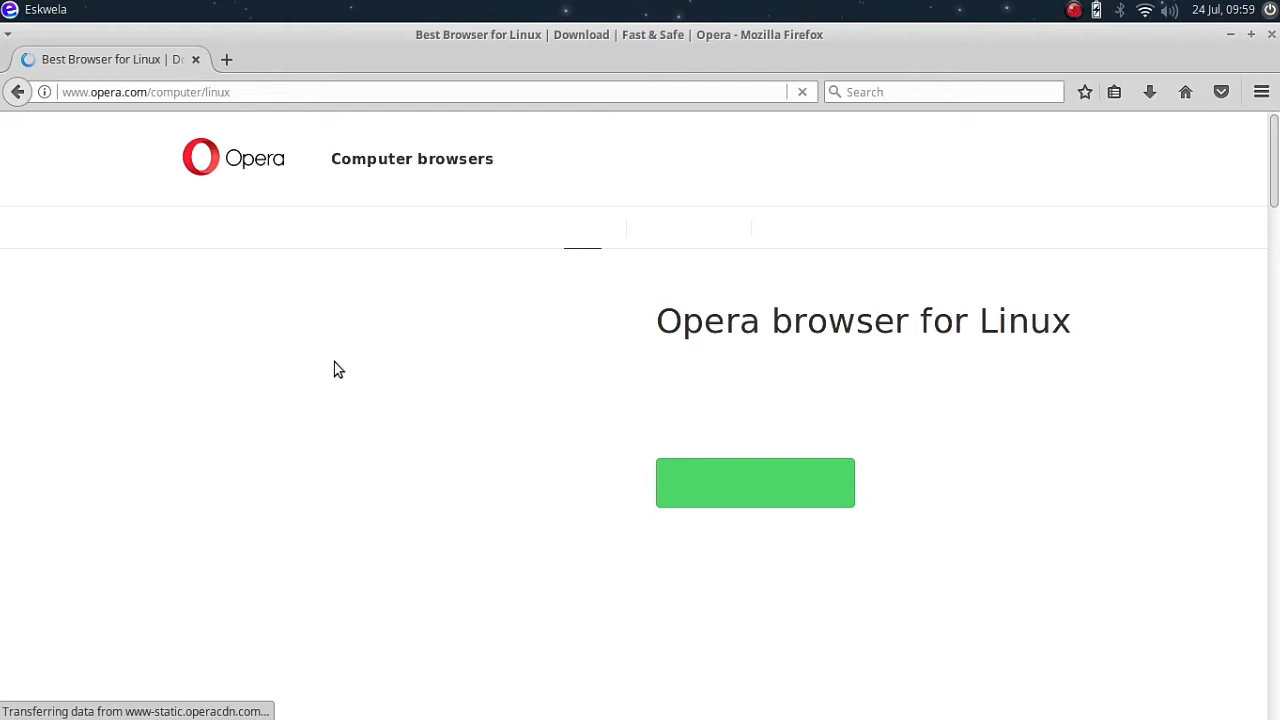 Eskwela
24 Jul, 09:59
Best Browser for Linux | Download | Fast & Safe | Opera - Mozilla Firefox
Best Browser for Linux | Do
www.opera.com/computer/linux
Search
Opera
Computer browsers
Opera browser for Linux
Transferring data from www-static.operacdn.com...